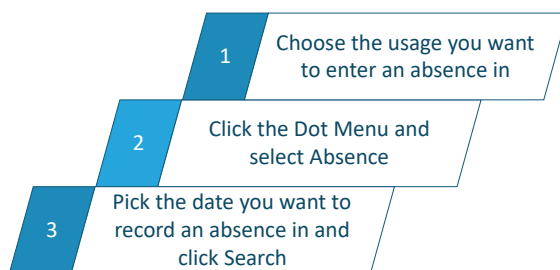 1
Choose the usage you want
to enter an absence in
2
Click the Dot Menu and
select Absence
3
Pick the date you want to
record an absence in and
click Search